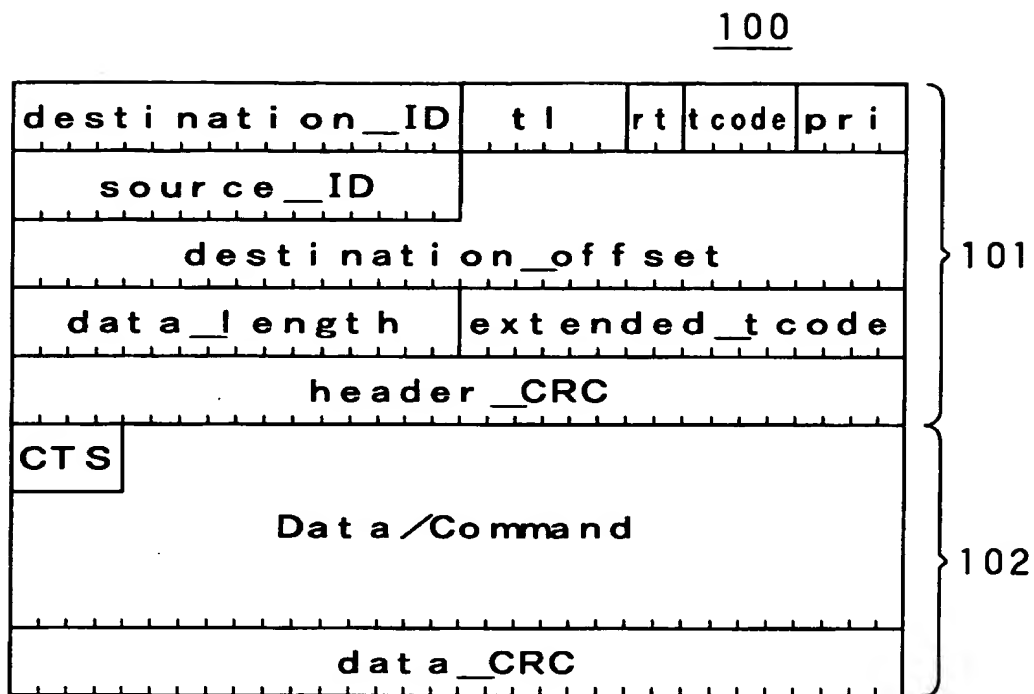 100
destination_ID tl rt tcode pri
source_ID
destination_offset
101
data_length extended_tcode
header_CRC
CTS
Data/Command
102
data_CRC